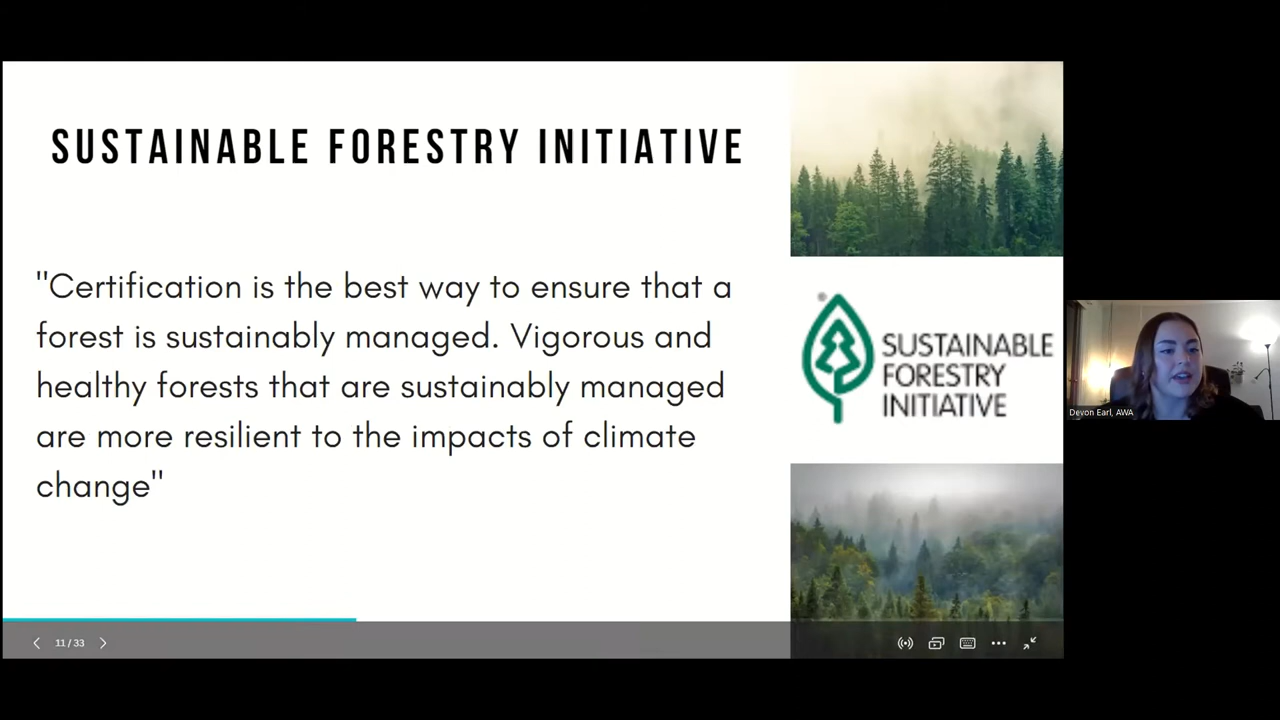 SUSTAINABLE FORESTRY INITIATIVE
"Certification is the best way to ensure that a
forest is sustainably managed. Vigorous and
healthy forests that are sustainably managed
are more resilient to the impacts of climate
change"
®
SUSTAINABLE
FORESTRY
INITIATIVE
Devon Earl, AWA
11 / 33